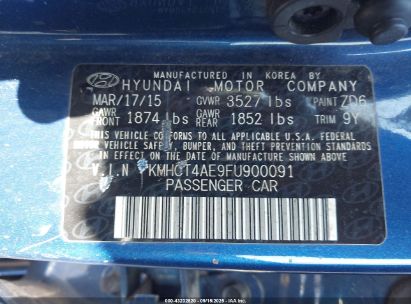 MANUFACTURED IN KOREA BY
HYUNDAI MOTOR COMPANY
MAR/17/15 GVWR 3527 lbs PAINT ZD6
GAWR FRONT 1874 lbs GAWR REAR 1852 lbs TRIM 9Y
THIS VEHICLE CONFORMS TO ALL APPLICABLE U.S.A. FEDERAL
MOTOR VEHICLE SAFETY, BUMPER, AND THEFT PREVENTION
STANDARDS IN EFFECT ON THE DATE OF MANUFACTURE SHOWN ABOVE.
V.I.N KMHCT4AE9FU900091
PASSENGER CAR